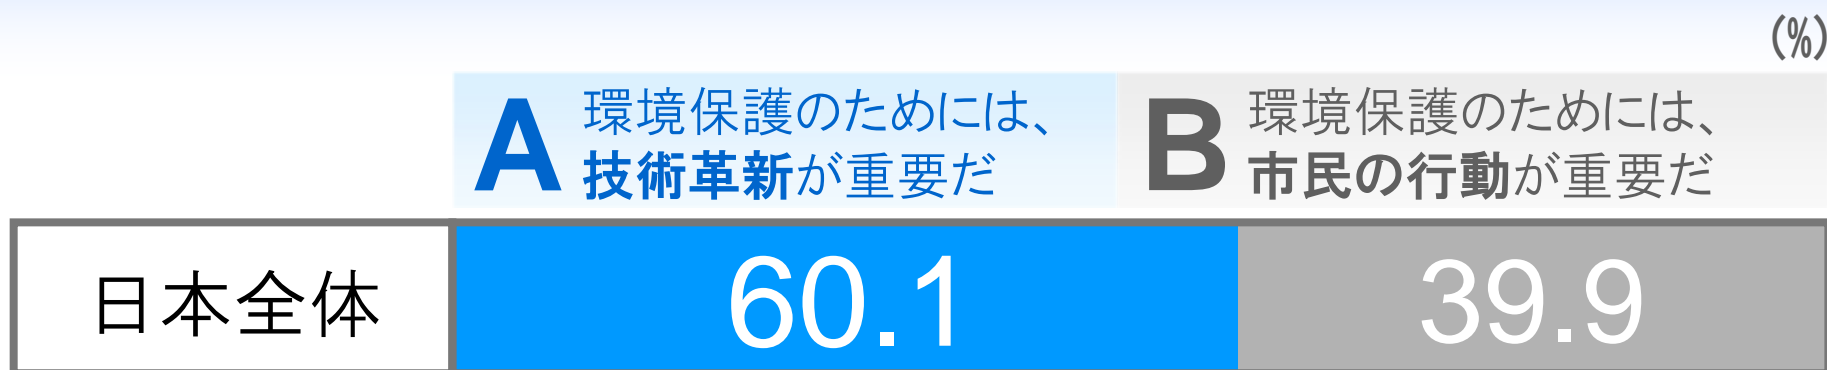 (%)
A 環境保護のためには、
技術革新が重要だ
B 環境保護のためには、
市民の行動が重要だ
日本全体 60.1 39.9